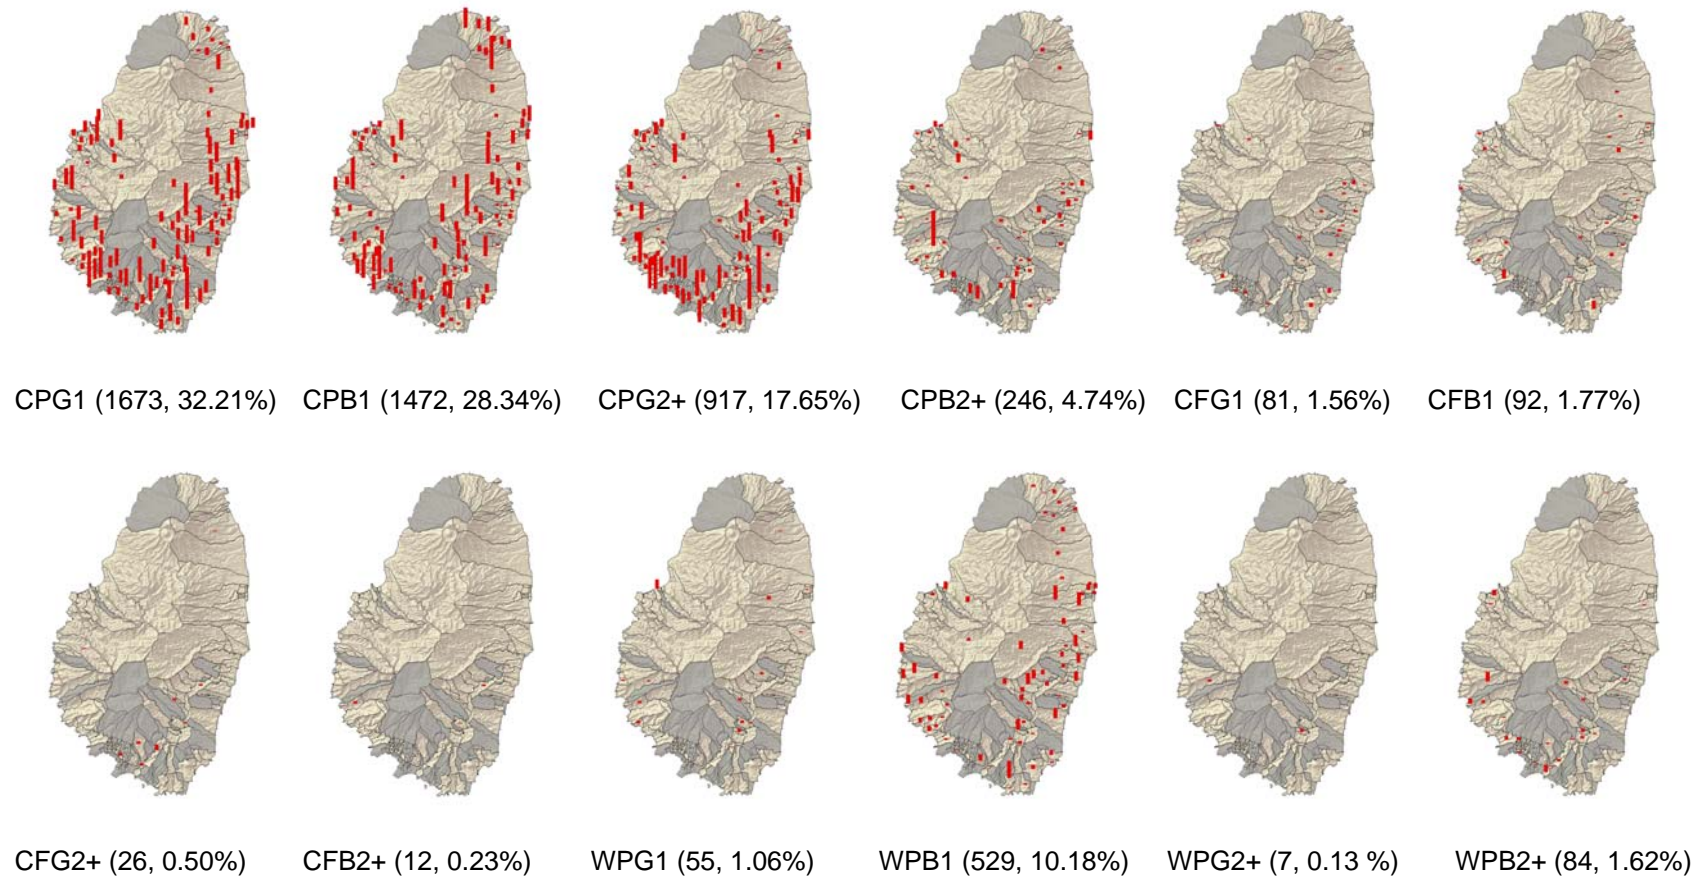 CPG1 (1673, 32.21%) CPB1 (1472, 28.34%) CPG2+ (917, 17.65%) CPB2+ (246, 4.74%) CFG1 (81, 1.56%) CFB1 (92, 1.77%)
CFG2+ (26, 0.50%) CFB2+ (12, 0.23%) WPG1 (55, 1.06%) WPB1 (529, 10.18%) WPG2+ (7, 0.13 %) WPB2+ (84, 1.62%)